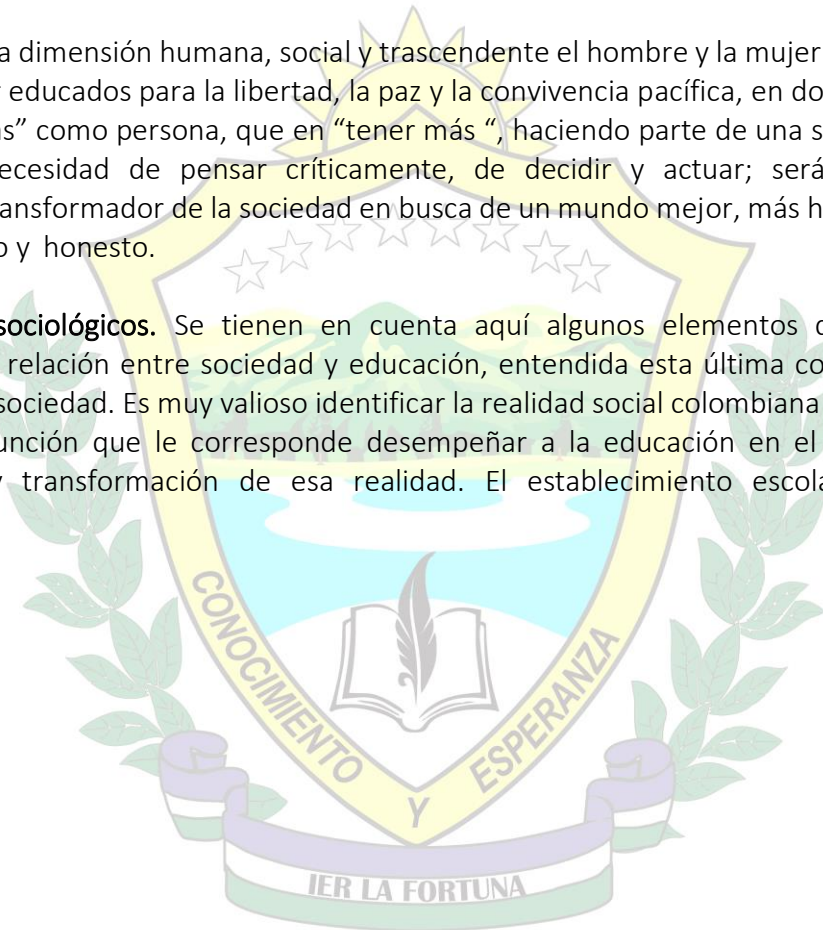 a dimensión humana, social y trascendente el hombre y la mujer
educados para la libertad, la paz y la convivencia pacífica, en do
as” como persona, que en “tener más “, haciendo parte de una s
ecesidad de pensar críticamente, de decidir y actuar; será
ansformador de la sociedad en busca de un mundo mejor, más h
o y honesto.
sociológicos. Se tienen en cuenta aquí algunos elementos
relación entre sociedad y educación, entendida esta última co
sociedad. Es muy valioso identificar la realidad social colombiana
unción que le corresponde desempeñar a la educación en el
y transformación de esa realidad. El establecimiento escol
CONOCIMIENTO
Y
ESPERANZA
IER LA FORTUNA